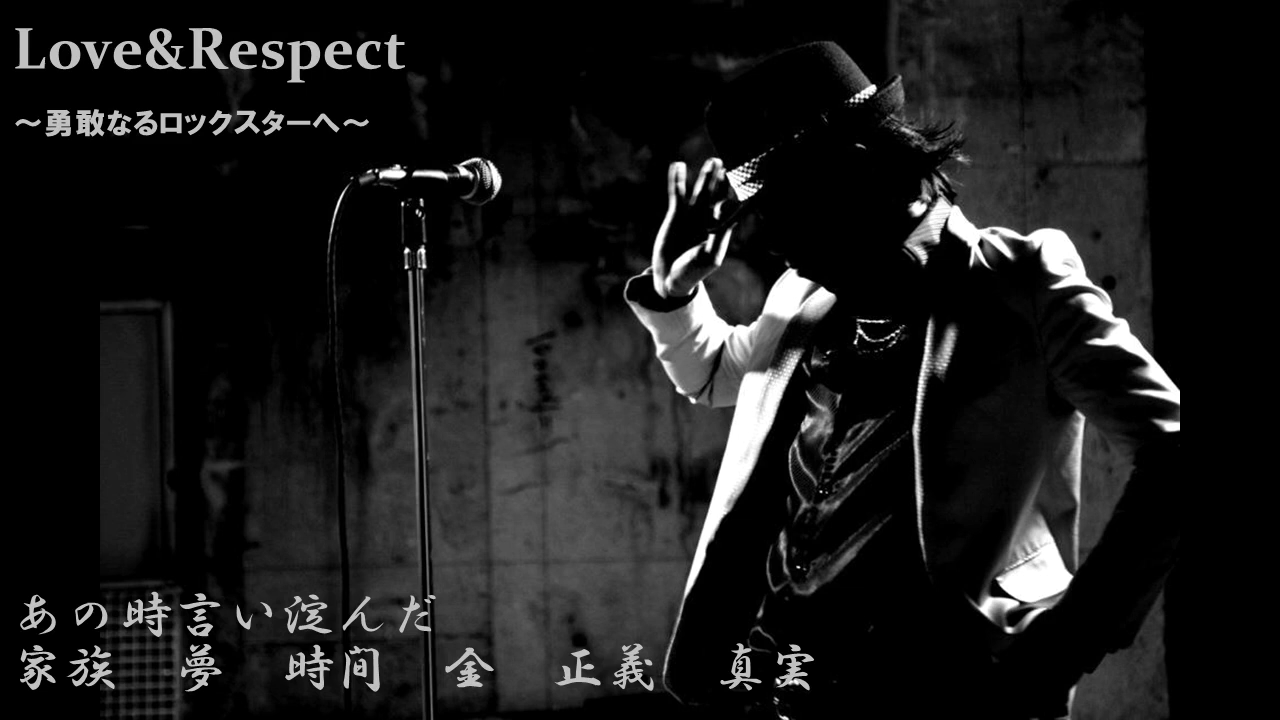 Love&Respect
～勇敢なるロックスターへ～
あの時言い淀んだ
家族　夢　時間　金　正義　真実